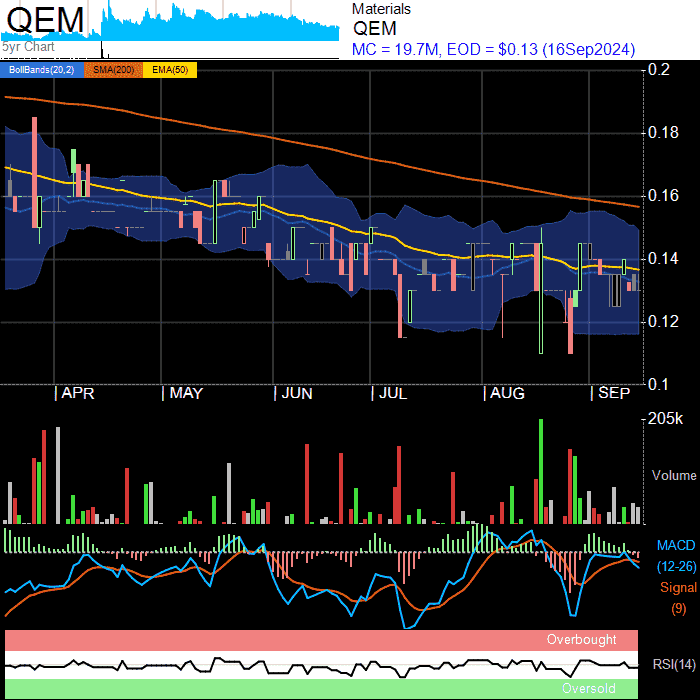 QEM
5yr Chart
Materials
QEM
MC = 19.7M, EOD = $0.13 (16Sep2024)
BollBands(20,2) SMA(200) EMA(50)
0.2
0.18
0.16
0.14
0.12
0.1
APR MAY JUN JUL AUG SEP
205k
Volume
MACD
(12-26)
Signal
(9)
Overbought
RSI(14)
Oversold